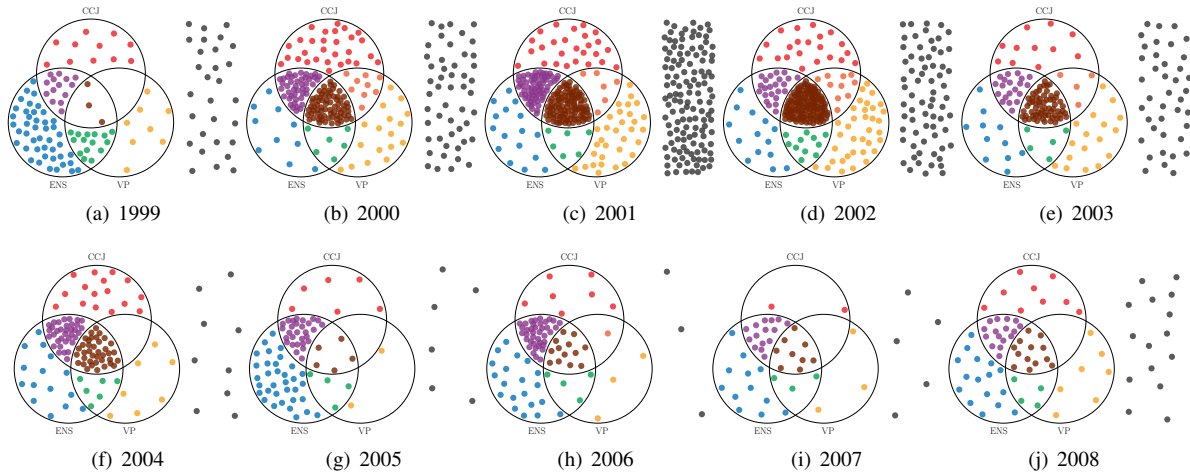 CCJ CCJ CCJ CCJ CCJ
ENS VP ENS VP ENS VP ENS VP ENS VP
(a) 1999 (b) 2000 (c) 2001 (d) 2002 (e) 2003
CCJ CCJ CCJ CCJ CCJ
ENS VP ENS VP ENS VP ENS VP ENS VP
(f) 2004 (g) 2005 (h) 2006 (i) 2007 (j) 2008